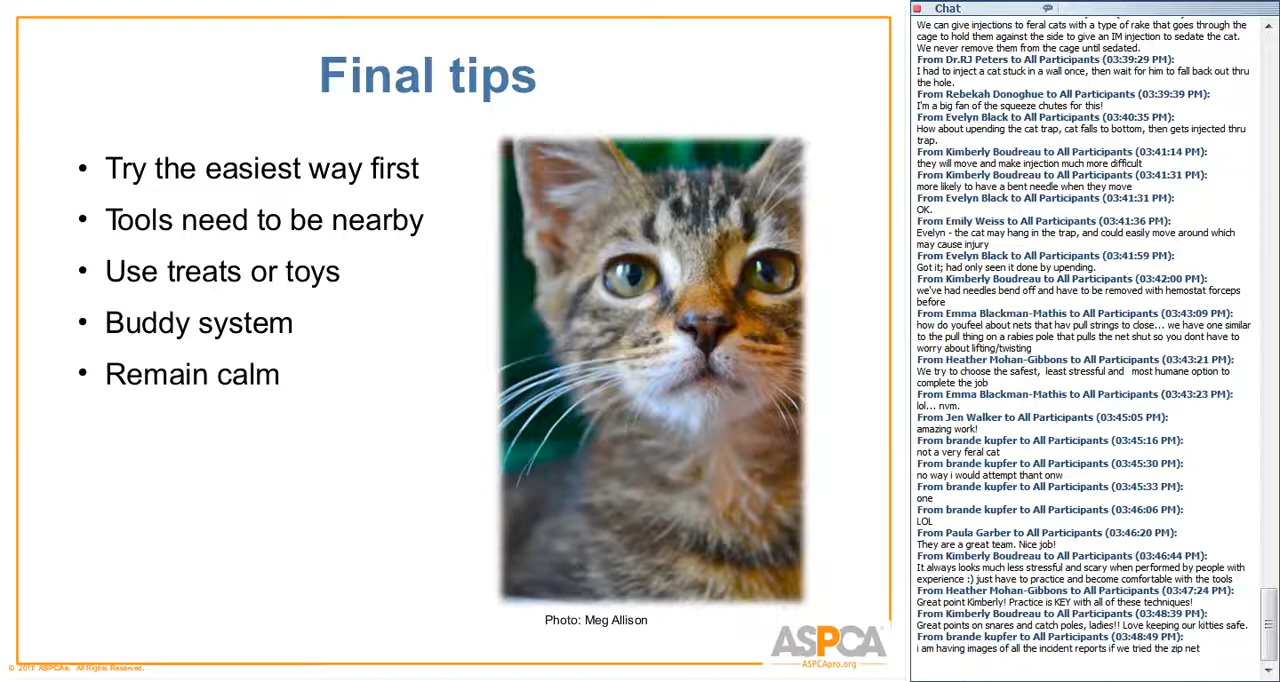 Final tips
• Try the easiest way first
• Tools need to be nearby
• Use treats or toys
• Buddy system
• Remain calm
Photo: Meg Allison
ASPCA®
ASPCApro.org
All Rights Reserved.
Chat
We can give injections to feral cats with a type of rake that goes through the
cage to hold them against the side to give an IM injection to sedate the cat.
We never remove them from the cage until sedated.
From Dr.RJ Peters to All Participants (03:39:29 PM):
I had to inject a cat stuck in a wall once, then wait for him to fall back out thru
the hole.
From Rebekah Donoghue to All Participants (03:39:39 PM):
I'm a big fan of the squeeze chutes for this!
From Evelyn Black to All Participants (03:40:35 PM):
How about upending the cat trap, cat falls to bottom, then gets injected thru
trap.
From Kimberly Boudreau to All Participants (03:41:14 PM):
they will move and make injection much more difficult
From Kimberly Boudreau to All Participants (03:41:31 PM):
more likely to have a bent needle when they move
From Evelyn Black to All Participants (03:41:31 PM):
OK.
From Emily Weiss to All Participants (03:41:36 PM):
Evelyn - the cat may hang in the trap, and could easily move around which
may cause injury
From Evelyn Black to All Participants (03:41:59 PM):
Got it; had only seen it done by upending.
From Kimberly Boudreau to All Participants (03:42:00 PM):
we've had needles bend off and have to be removed with hemostat forceps
before
From Emma Blackman-Mathis to All Participants (03:43:09 PM):
how do youfeel about nets that hav pull strings to close... we have one similar
to the pull thing on a rabies pole that pulls the net shut so you dont have to
worry about lifting/twisting
From Heather Mohan-Gibbons to All Participants (03:43:21 PM):
We try to choose the safest, least stressful and most humane option to
complete the job
From Emma Blackman-Mathis to All Participants (03:43:23 PM):
lol... nvm.
From Jen Walker to All Participants (03:45:05 PM):
amazing work!
From brande kupfer to All Participants (03:45:16 PM):
not a very feral cat
From brande kupfer to All Participants (03:45:30 PM):
no way i would attempt thant onw
From brande kupfer to All Participants (03:45:33 PM):
one
From brande kupfer to All Participants (03:46:06 PM):
LOL
From Paula Garber to All Participants (03:46:20 PM):
They are a great team. Nice job!
From Kimberly Boudreau to All Participants (03:46:44 PM):
It always looks much less stressful and scary when performed by people with
experience :) just have to practice and become comfortable with the tools
From Heather Mohan-Gibbons to All Participants (03:47:24 PM):
Great point Kimberly! Practice is KEY with all of these techniques!
From Kimberly Boudreau to All Participants (03:48:39 PM):
Great points on snares and catch poles, ladies!! Love keeping our kitties safe.
From brande kupfer to All Participants (03:48:49 PM):
i am having images of all the incident reports if we tried the zip net